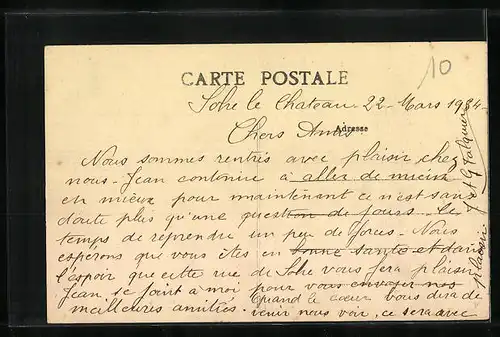 10
CARTE POSTALE
Solre le Chateau 22 Mars 1934
Adresse
Chers Amis
Nous sommes rentrés avec plaisir chez
nous - Jean continue à aller de mieux
en mieux pour maintenant ce n'est sans
doute plus qu'une question de jours. Le
temps de reprendre un peu de forces - Nous
espérons que vous êtes en bonne santé et dans
l'espoir que cette vue de Solre vous fera plaisir
Jean se joint à moi pour vous envoyer nos
meilleures amitiés. Quand le cœur vous dira de
venir nous voir, ce sera avec
plaisir